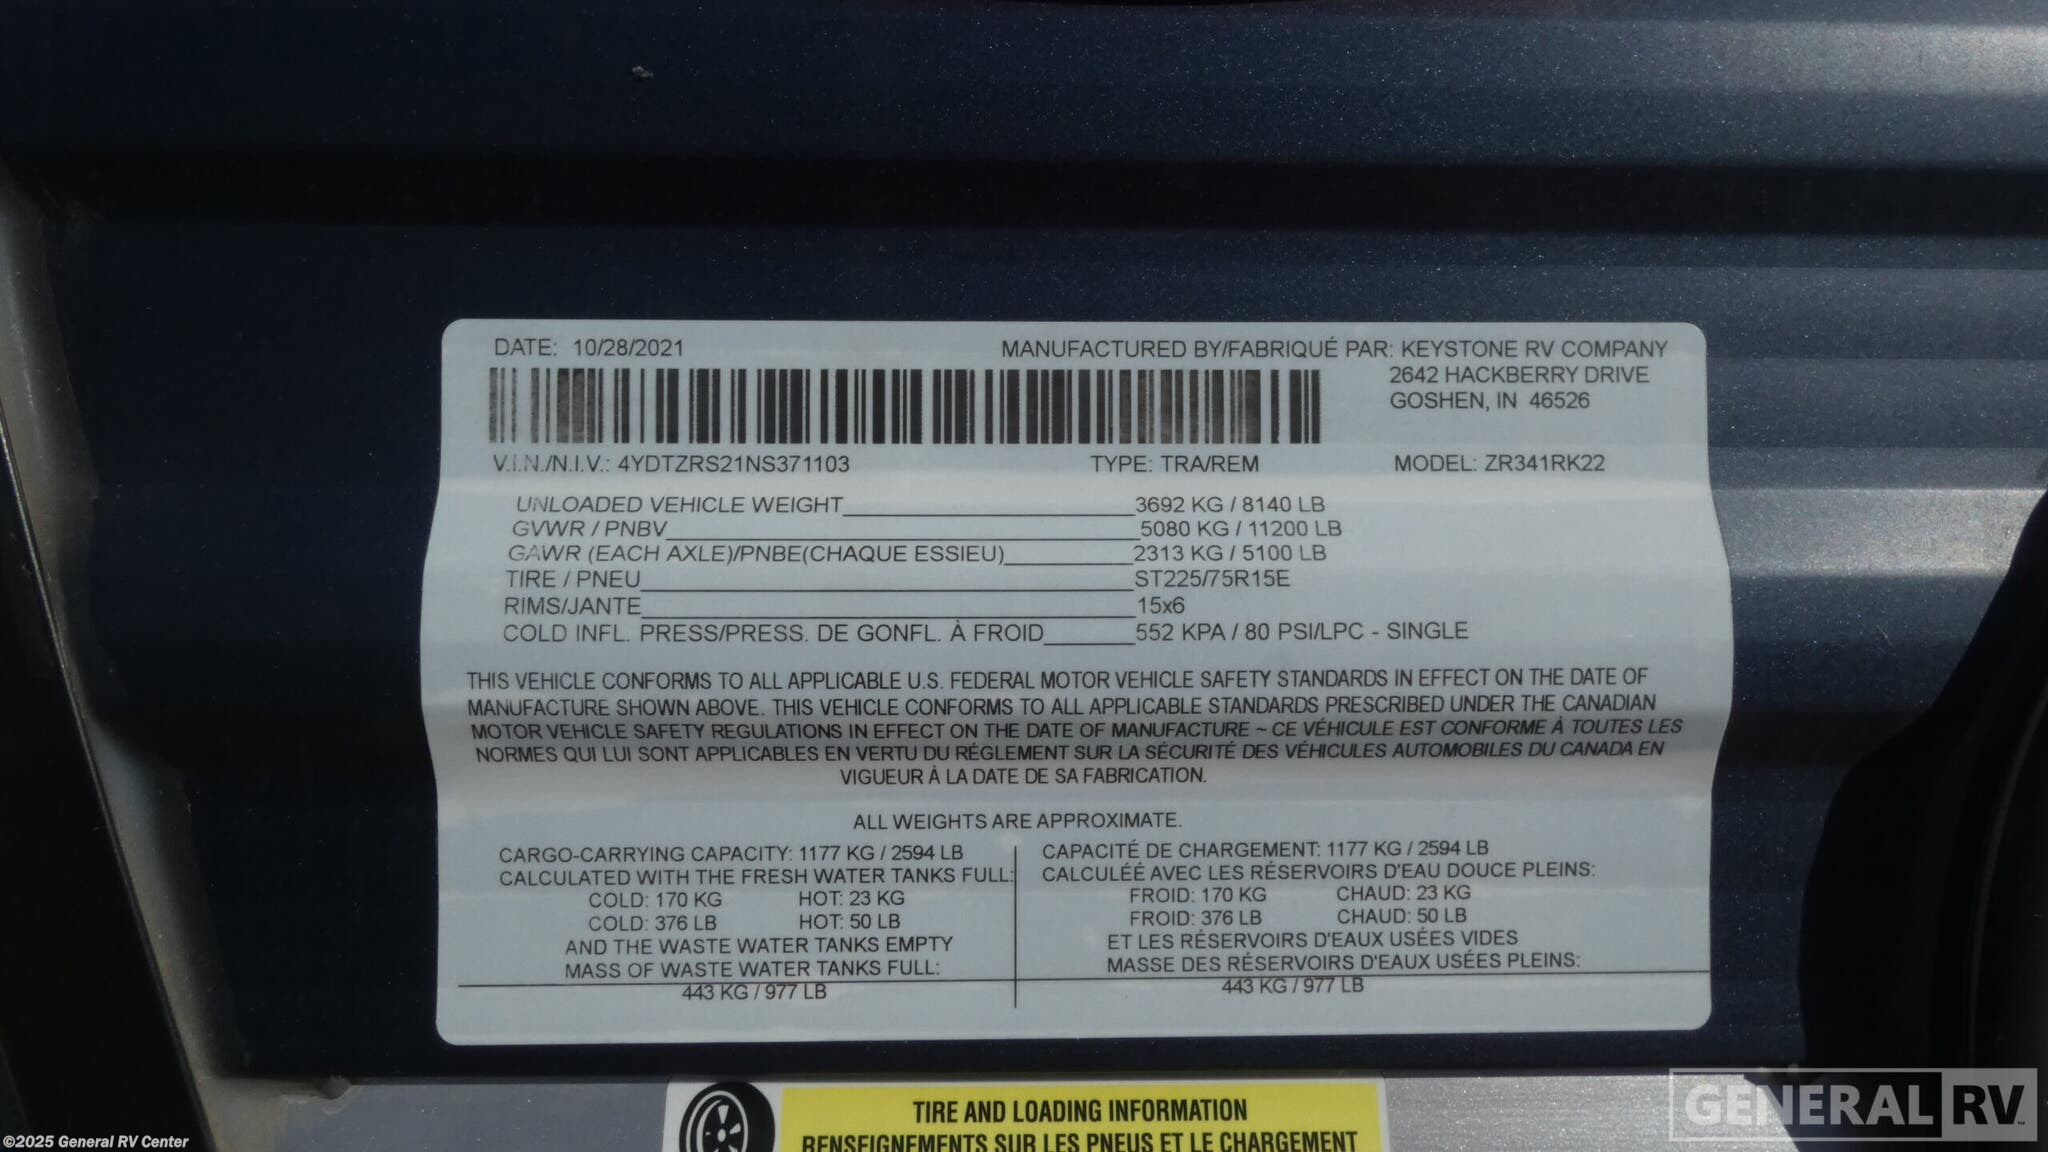 DATE: 10/28/2021
MANUFACTURED BY/FABRIQUÉ PAR: KEYSTONE RV COMPANY
2642 HACKBERRY DRIVE
GOSHEN, IN 46526
V.I.N./N.I.V.: 4YDTZRS21NS371103 TYPE: TRA/REM MODEL: ZR341RK22
UNLOADED VEHICLE WEIGHT 3692 KG / 8140 LB
GVWR / PNBV 5080 KG / 11200 LB
GAWR (EACH AXLE)/PNBE(CHAQUE ESSIEU) 2313 KG / 5100 LB
TIRE / PNEU ST225/75R15E
RIMS/JANTE 15x6
COLD INFL. PRESS/PRESS. DE GONFL. À FROID 552 KPA / 80 PSI/LPC - SINGLE
THIS VEHICLE CONFORMS TO ALL APPLICABLE U.S. FEDERAL MOTOR VEHICLE SAFETY STANDARDS IN EFFECT ON THE DATE OF
MANUFACTURE SHOWN ABOVE. THIS VEHICLE CONFORMS TO ALL APPLICABLE STANDARDS PRESCRIBED UNDER THE CANADIAN
MOTOR VEHICLE SAFETY REGULATIONS IN EFFECT ON THE DATE OF MANUFACTURE ~ CE VÉHICULE EST CONFORME À TOUTES LES
NORMES QUI LUI SONT APPLICABLES EN VERTU DU RÉGLEMENT SUR LA SÉCURITÉ DES VÉHICULES AUTOMOBILES DU CANADA EN
VIGUEUR À LA DATE DE SA FABRICATION.
ALL WEIGHTS ARE APPROXIMATE.
CARGO-CARRYING CAPACITY: 1177 KG / 2594 LB
CALCULATED WITH THE FRESH WATER TANKS FULL:
COLD: 170 KG HOT: 23 KG
COLD: 376 LB HOT: 50 LB
AND THE WASTE WATER TANKS EMPTY
MASS OF WASTE WATER TANKS FULL:
443 KG / 977 LB
CAPACITÉ DE CHARGEMENT: 1177 KG / 2594 LB
CALCULÉÉ AVEC LES RÉSERVOIRS D'EAU DOUCE PLEINS:
FROID: 170 KG CHAUD: 23 KG
FROID: 376 LB CHAUD: 50 LB
ET LES RÉSERVOIRS D'EAUX USÉES VIDES
MASSE DES RÉSERVOIRS D'EAUX USÉES PLEINS:
443 KG / 977 LB
TIRE AND LOADING INFORMATION
RENSEIGNEMENTS SUR LES PNEUS ET LE CHARGEMENT
GENERAL RV
©2025 General RV Center